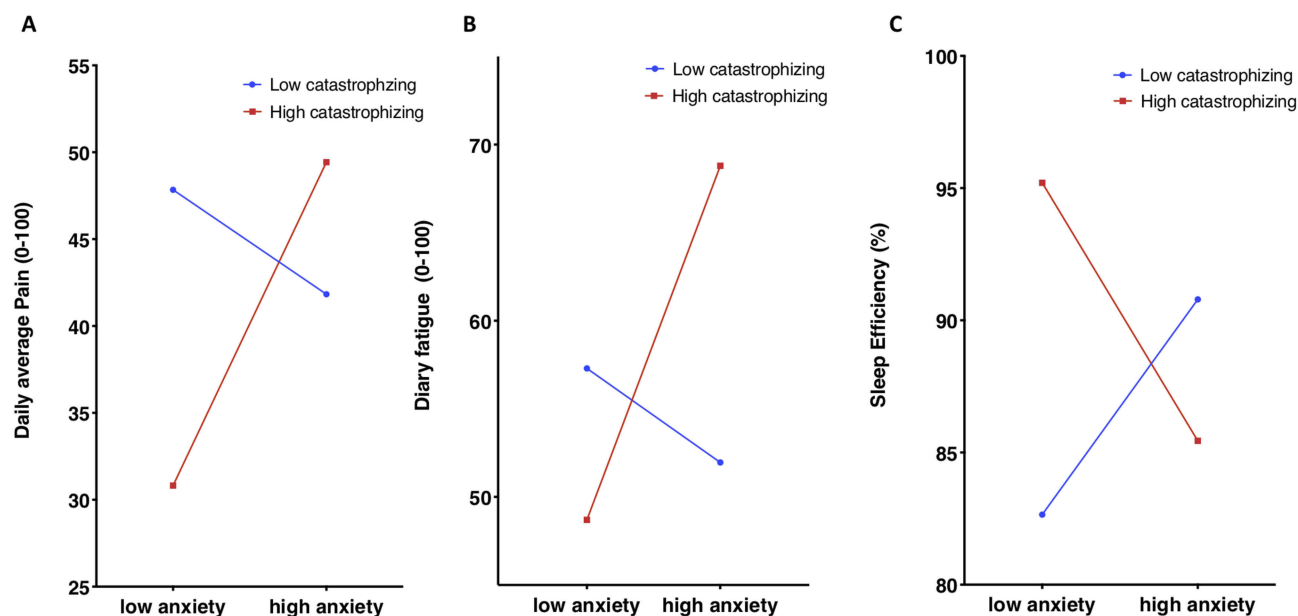 A
Daily average Pain (0-100)
55
50
45
40
35
30
25
Low catastrophzing
High catastrophizing
low anxiety
high anxiety
B
Diary fatigue (0-100)
70
60
50
Low catastrophizing
High catastrophizing
low anxiety
high anxiety
C
Sleep Efficiency (%)
100
95
90
85
80
Low catastrophizing
High catastrophizing
low anxiety
high anxiety